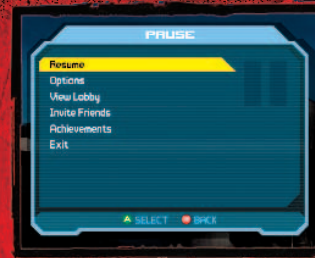 PAUSE
Resume
Options
View Lobby
Invite Friends
Achievements
Exit
A SELECT B BACK